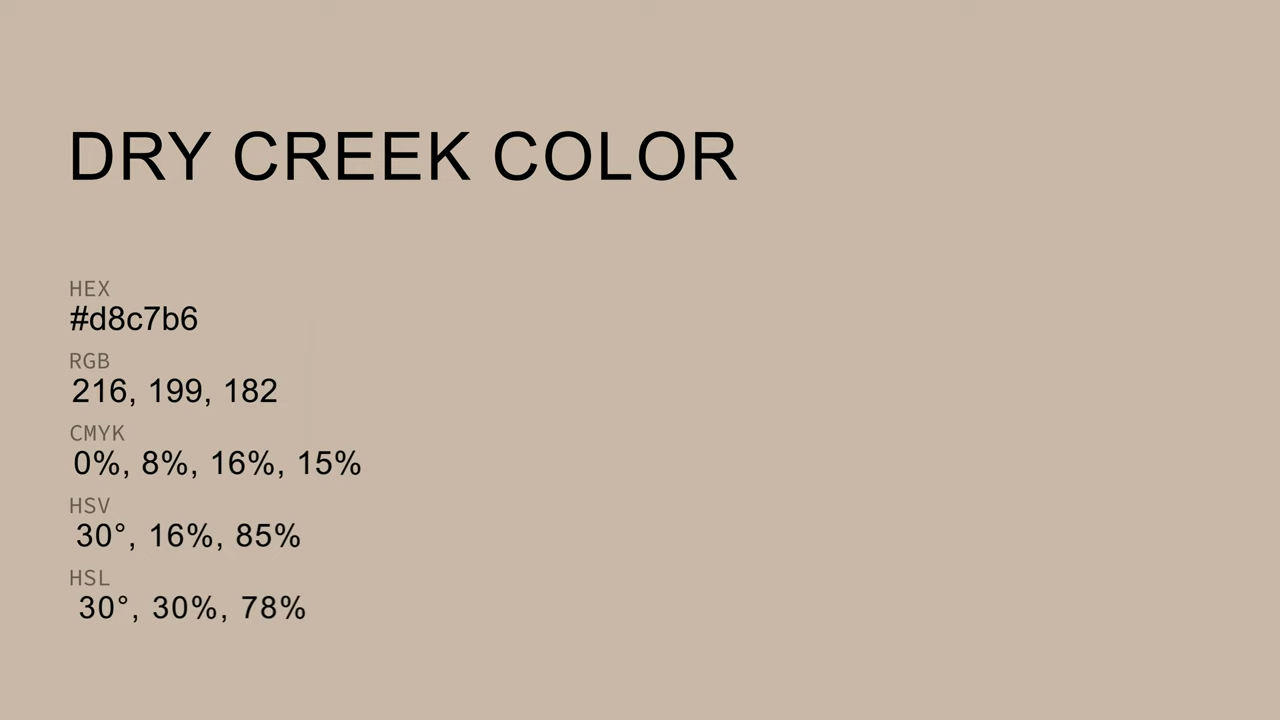 DRY CREEK COLOR
HEX
#d8c7b6
RGB
216, 199, 182
CMYK
0%, 8%, 16%, 15%
HSV
30°, 16%, 85%
HSL
30°, 30%, 78%